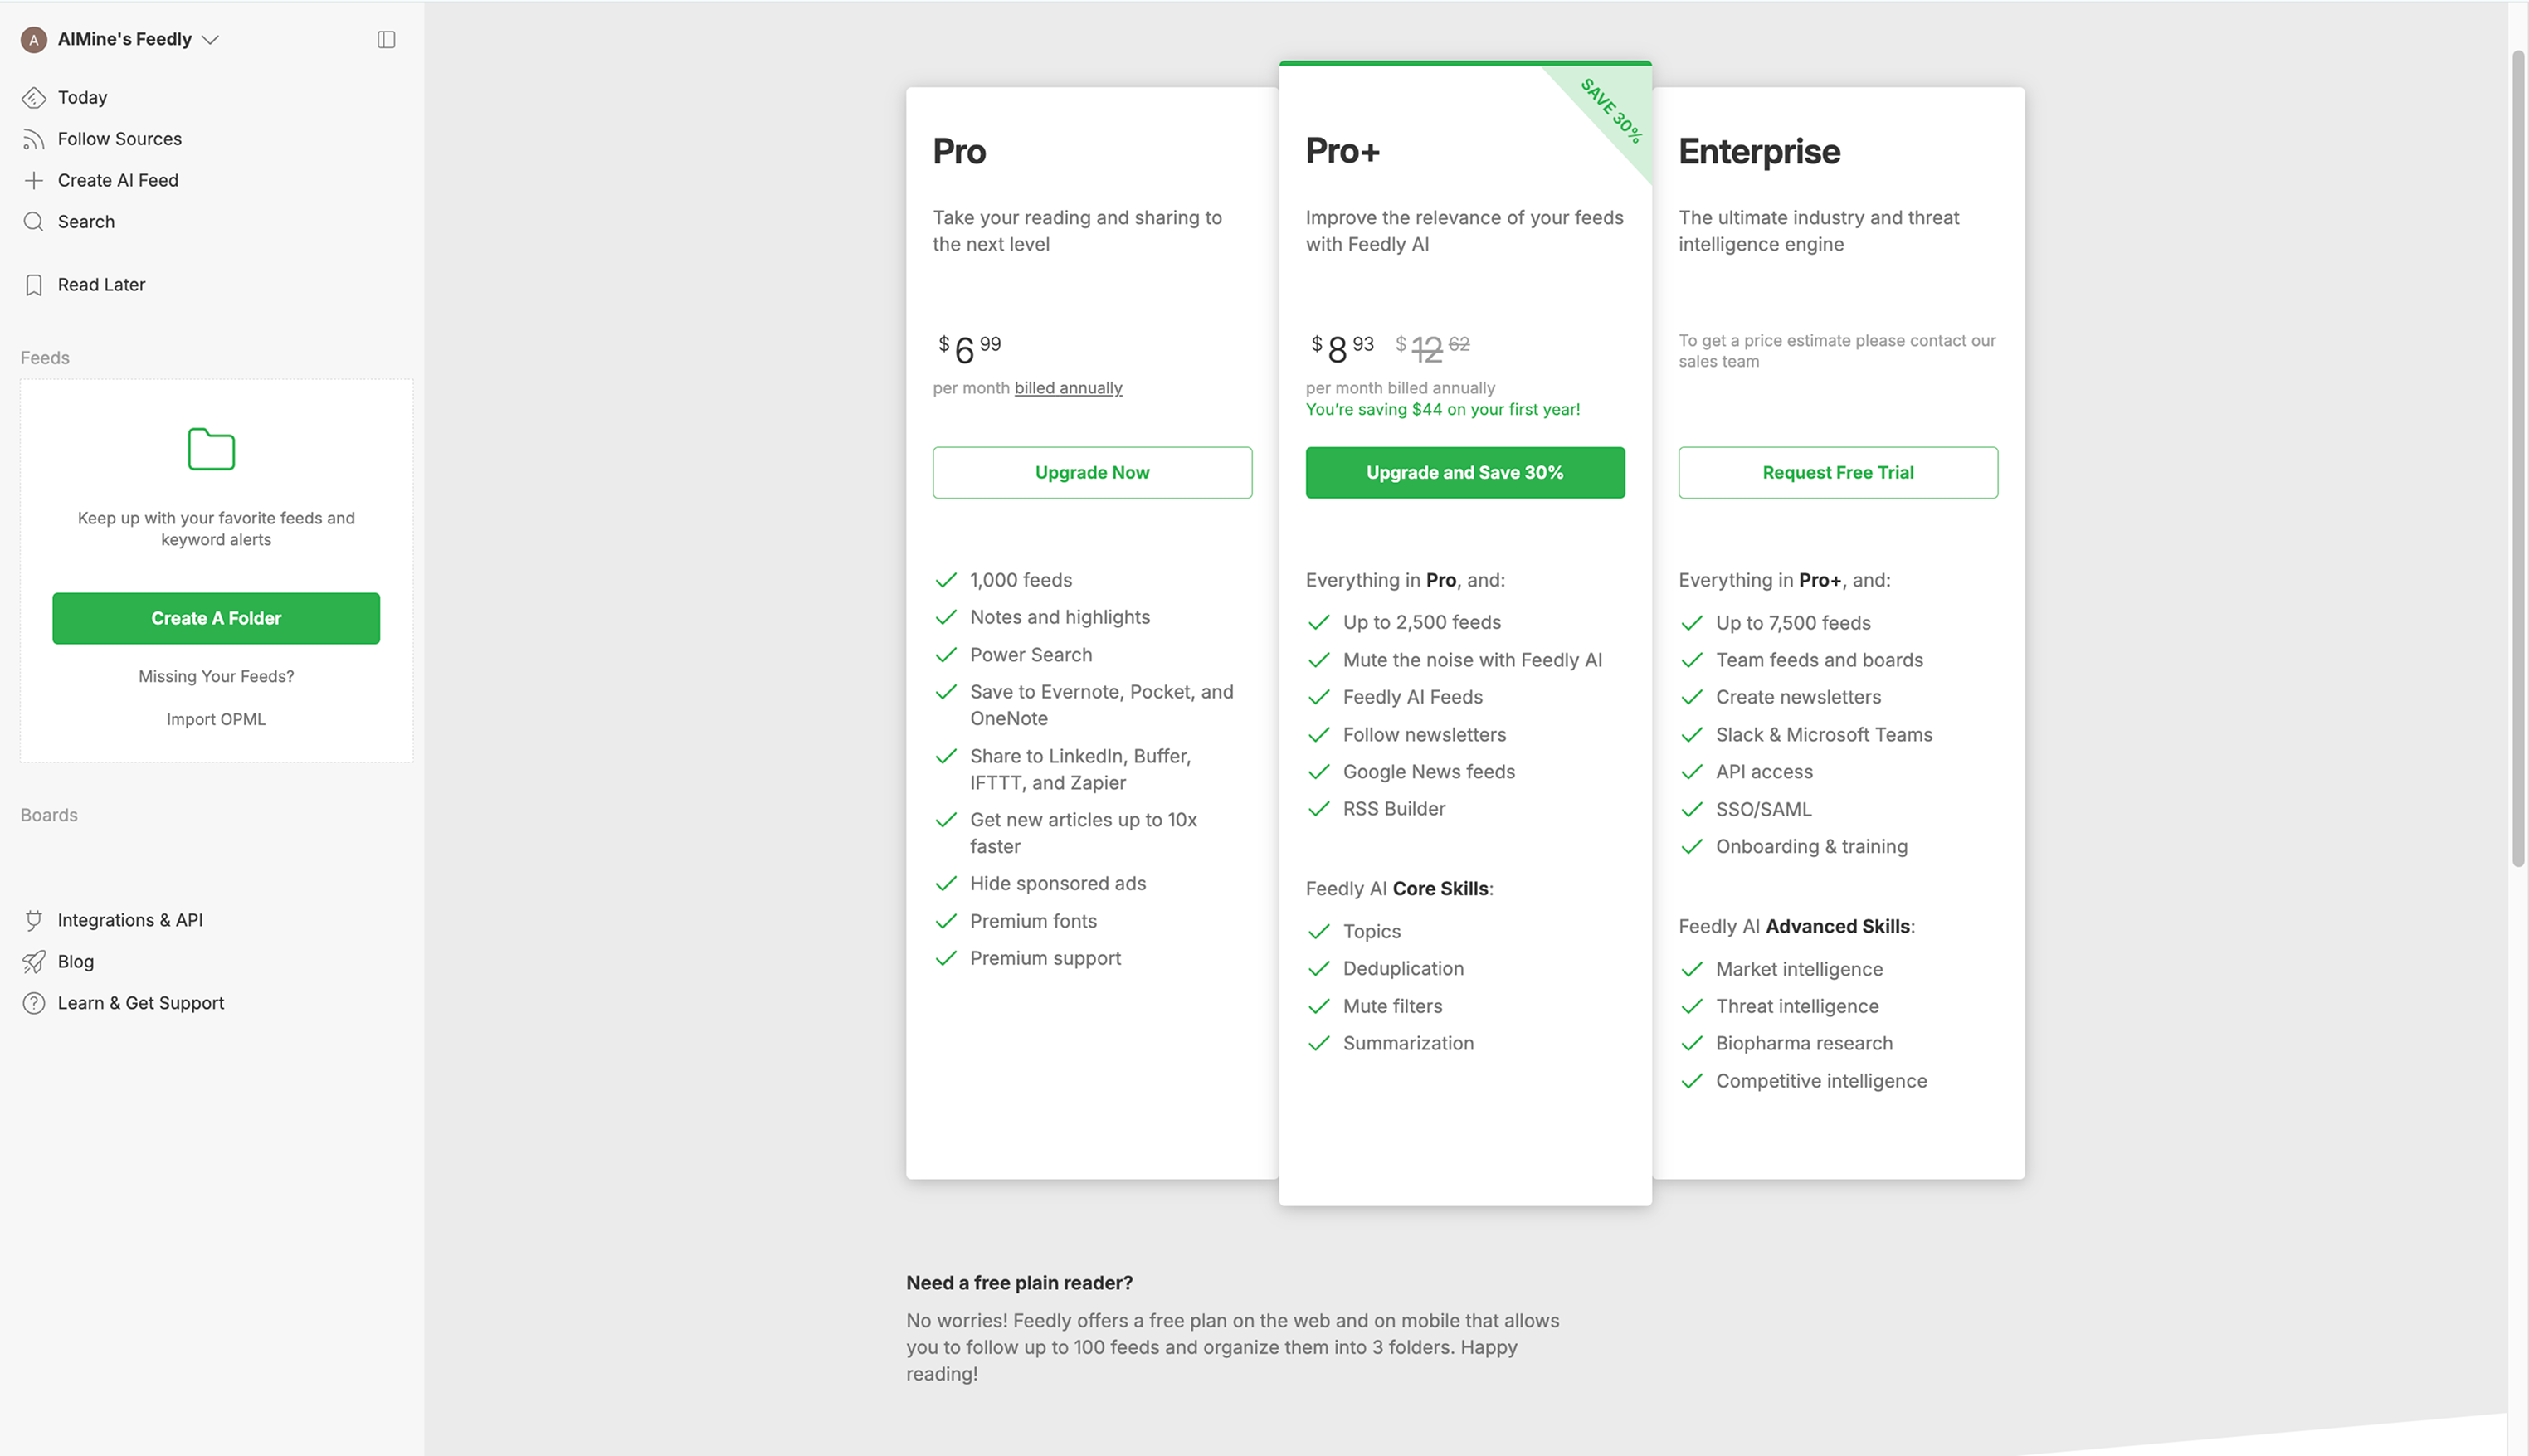 A AIMine's Feedly
Today
Follow Sources
Create AI Feed
Search
Read Later
Feeds
Keep up with your favorite feeds and
keyword alerts
Create A Folder
Missing Your Feeds?
Import OPML
Boards
Integrations & API
Blog
Learn & Get Support
Pro
Take your reading and sharing to
the next level
$ 6 99
per month billed annually
Upgrade Now
1,000 feeds
Notes and highlights
Power Search
Save to Evernote, Pocket, and
OneNote
Share to LinkedIn, Buffer,
IFTTT, and Zapier
Get new articles up to 10x
faster
Hide sponsored ads
Premium fonts
Premium support
SAVE 30%
Pro+
Improve the relevance of your feeds
with Feedly AI
$ 8 93 $ 12 62
per month billed annually
You’re saving $44 on your first year!
Upgrade and Save 30%
Everything in Pro, and:
Up to 2,500 feeds
Mute the noise with Feedly AI
Feedly AI Feeds
Follow newsletters
Google News feeds
RSS Builder
Feedly AI Core Skills:
Topics
Deduplication
Mute filters
Summarization
Enterprise
The ultimate industry and threat
intelligence engine
To get a price estimate please contact our
sales team
Request Free Trial
Everything in Pro+, and:
Up to 7,500 feeds
Team feeds and boards
Create newsletters
Slack & Microsoft Teams
API access
SSO/SAML
Onboarding & training
Feedly AI Advanced Skills:
Market intelligence
Threat intelligence
Biopharma research
Competitive intelligence
Need a free plain reader?
No worries! Feedly offers a free plan on the web and on mobile that allows
you to follow up to 100 feeds and organize them into 3 folders. Happy
reading!